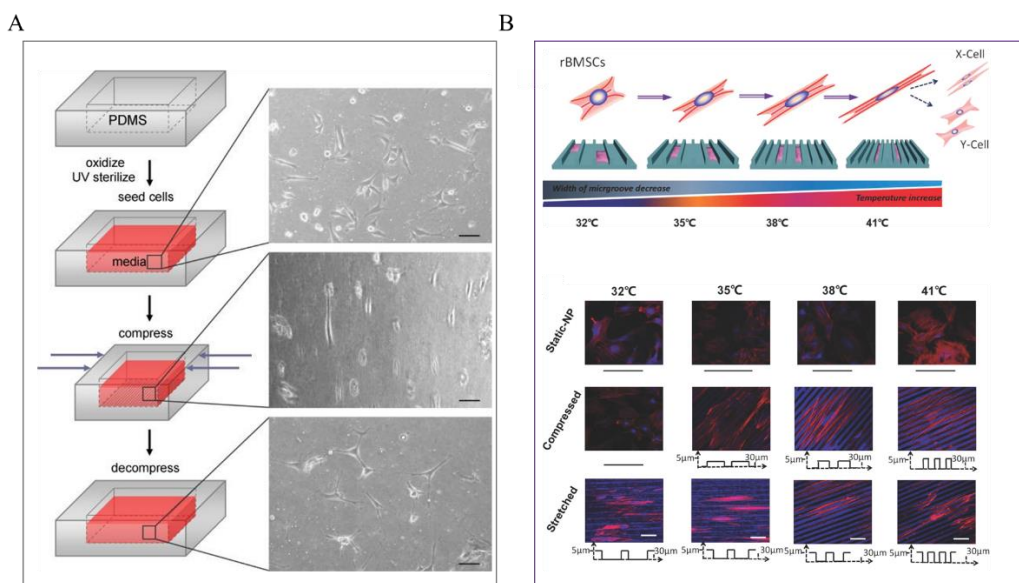 A
PDMS
oxidize
UV sterilize
seed cells
media
compress
decompress
B
rBMSCs
X-Cell
Y-Cell
Width of micrgroove decrease
Temperature increase
32℃ 35℃ 38℃ 41℃
32℃ 35℃ 38℃ 41℃
Static-NP
Compressed
5μm 30μm 5μm 30μm 5μm 30μm
Stretched
5μm 30μm 5μm 30μm 5μm 30μm 5μm 30μm